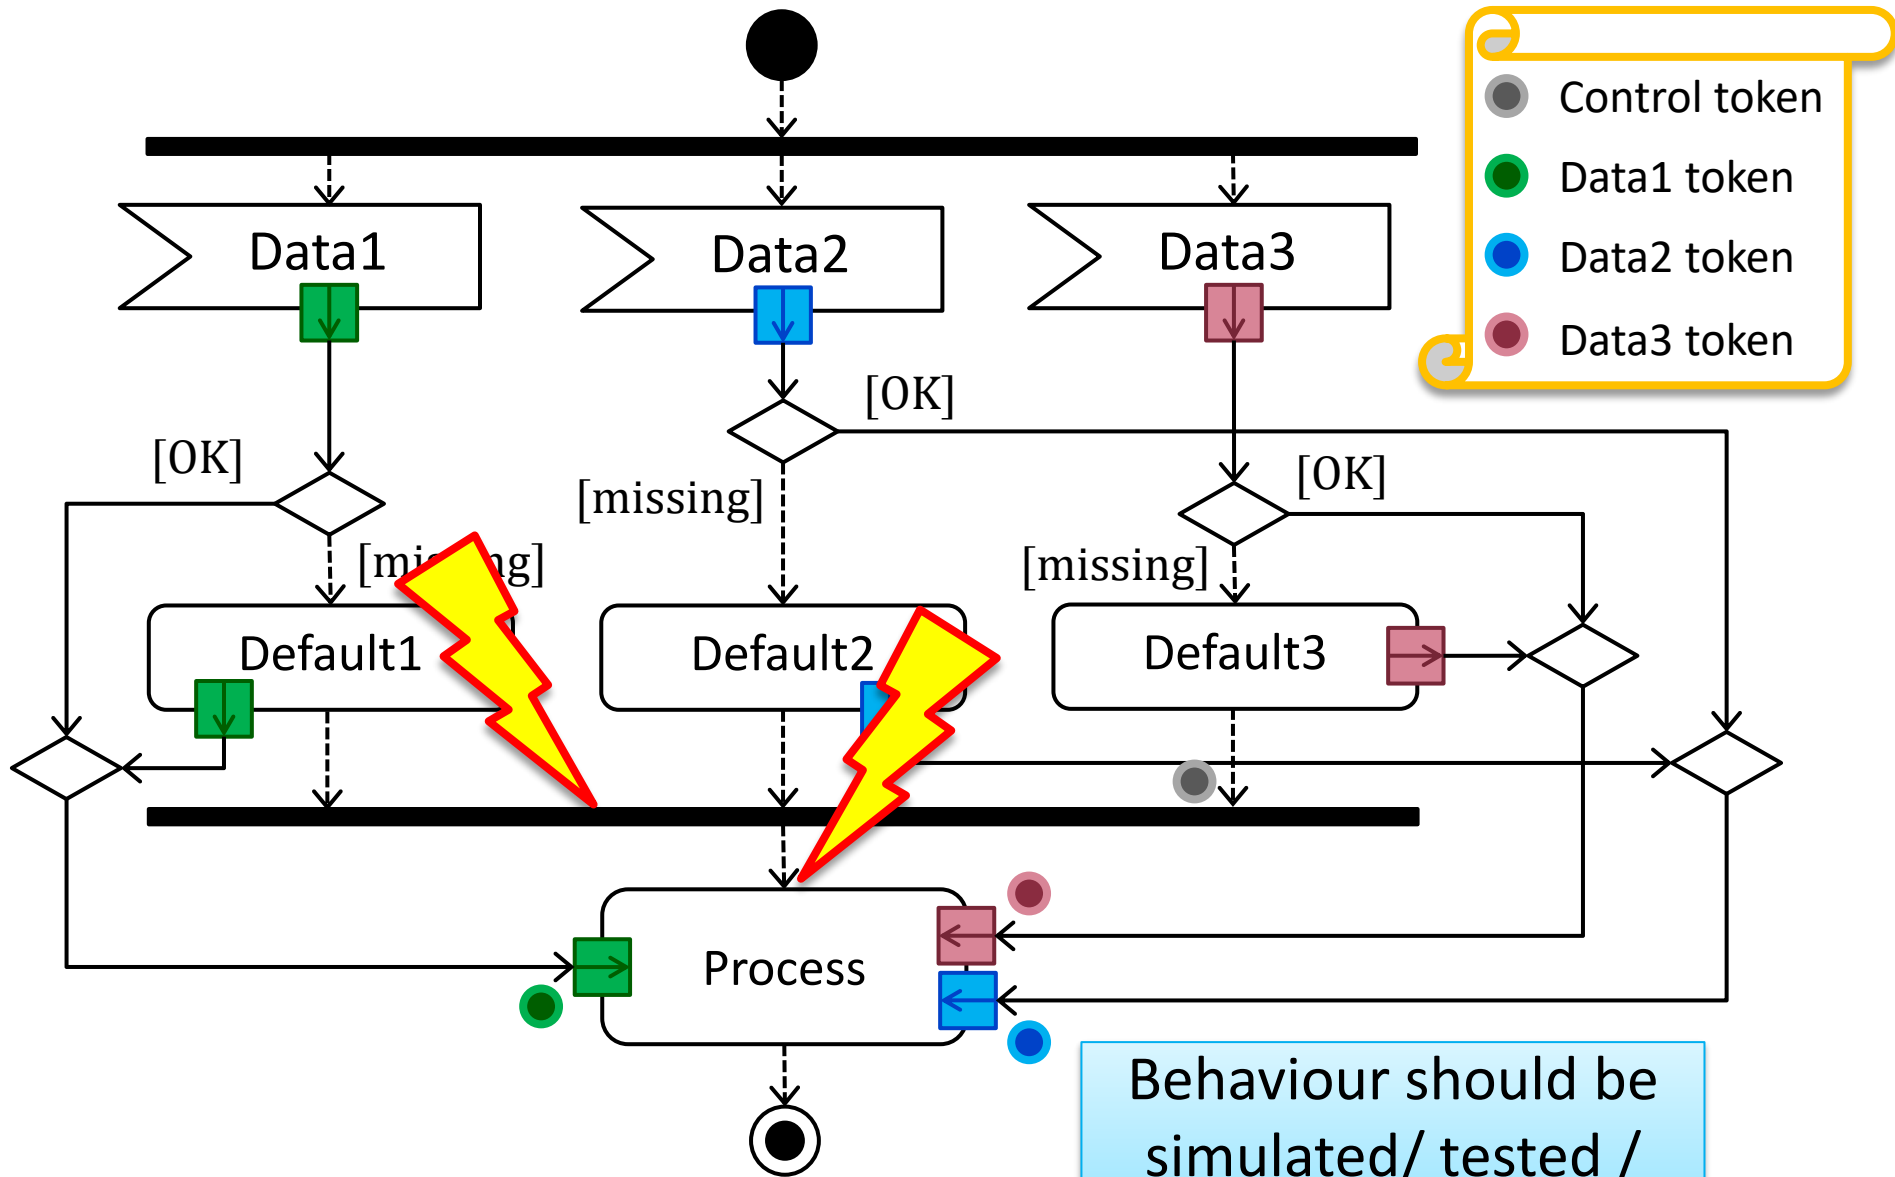 Control token
Data1 token
Data2 token
Data3 token
Data1
Data2
Data3
[OK]
[OK]
[OK]
[missing]
[missing]
Default1
Default2
Default3
Process
Behaviour should be
simulated/ tested /